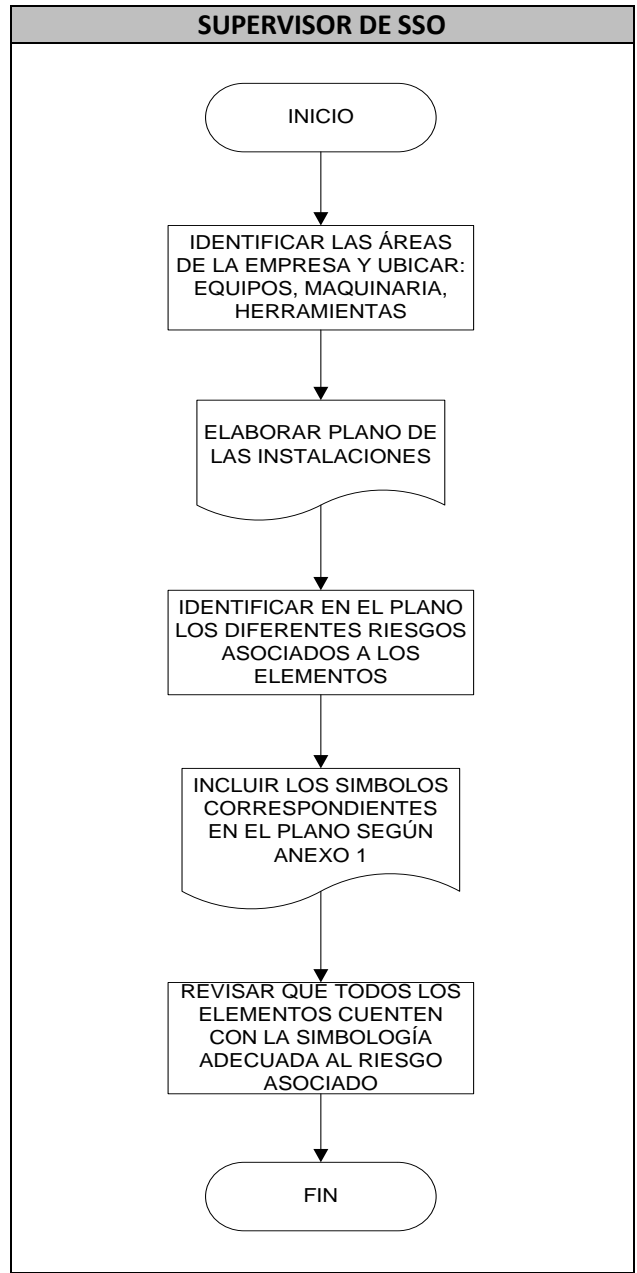 SUPERVISOR DE SSO
INICIO
IDENTIFICAR LAS ÁREAS
DE LA EMPRESA Y UBICAR:
EQUIPOS, MAQUINARIA,
HERRAMIENTAS
ELABORAR PLANO DE
LAS INSTALACIONES
IDENTIFICAR EN EL PLANO
LOS DIFERENTES RIESGOS
ASOCIADOS A LOS
ELEMENTOS
INCLUIR LOS SIMBOLOS
CORRESPONDIENTES
EN EL PLANO SEGÚN
ANEXO 1
REVISAR QUE TODOS LOS
ELEMENTOS CUENTEN
CON LA SIMBOLOGÍA
ADECUADA AL RIESGO
ASOCIADO
FIN